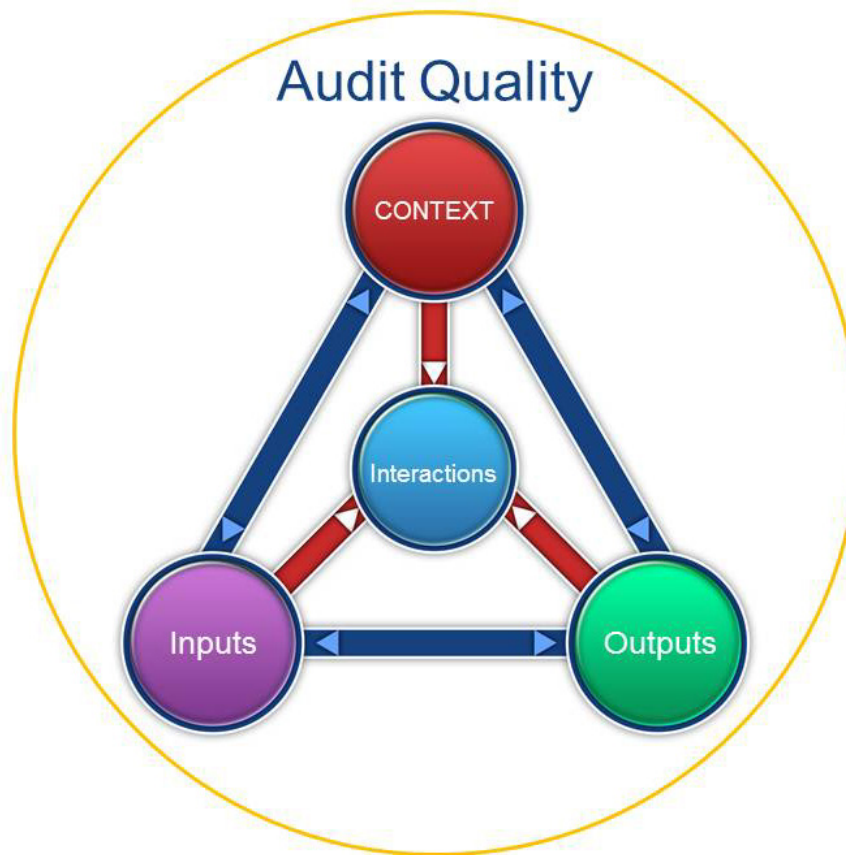 Audit Quality
CONTEXT
Interactions
Inputs
Outputs